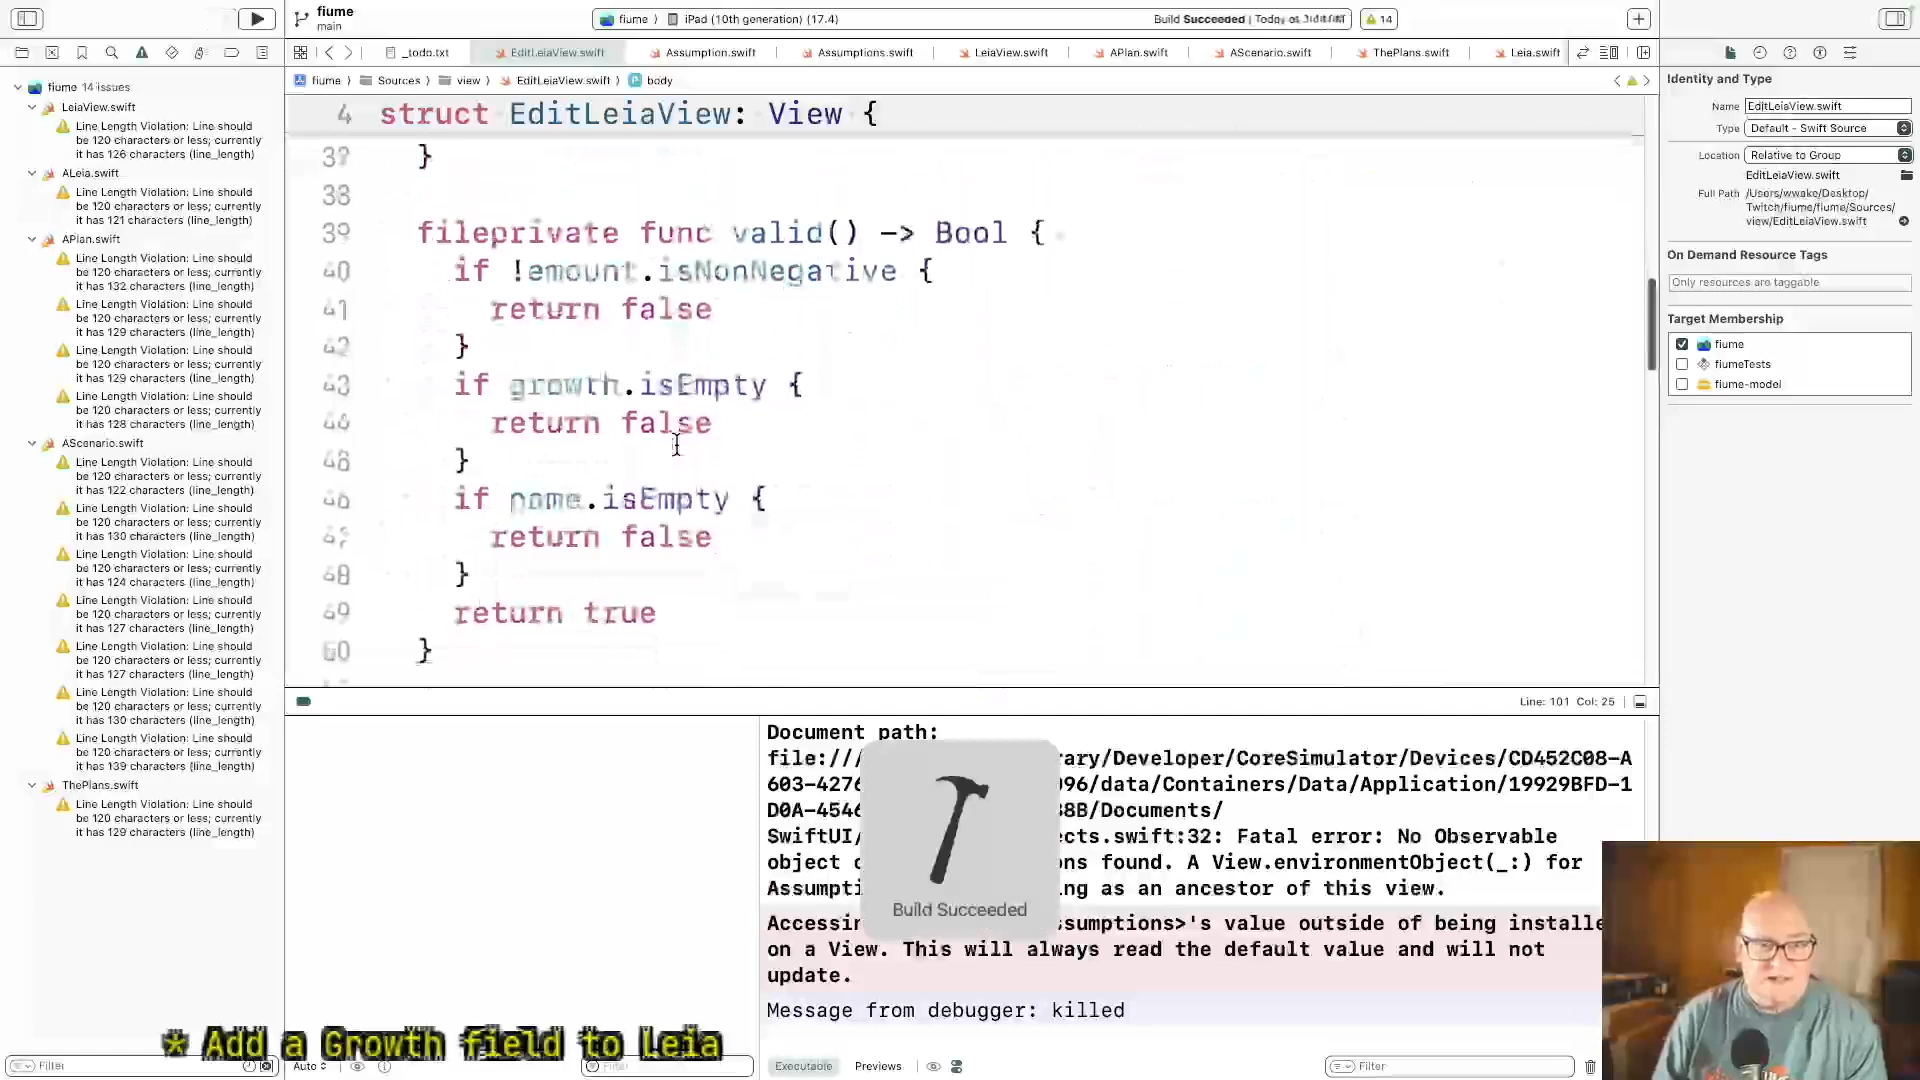 fiume
main
fiume
iPad (10th generation) (17.4)
Build Succeeded | Today at
14
_todo.txt
EditLeiaView.swift
Assumption.swift
Assumptions.swift
LeiaView.swift
APlan.swift
AScenario.swift
ThePlans.swift
Leia.swift
fiume
Sources
view
EditLeiaView.swift
body
fiume 14 issues
LeiaView.swift
Line Length Violation: Line should
be 120 characters or less; currently
it has 126 characters (line_length)
ALeia.swift
Line Length Violation: Line should
be 120 characters or less; currently
it has 121 characters (line_length)
APlan.swift
Line Length Violation: Line should
be 120 characters or less; currently
it has 132 characters (line_length)
Line Length Violation: Line should
be 120 characters or less; currently
it has 129 characters (line_length)
Line Length Violation: Line should
be 120 characters or less; currently
it has 129 characters (line_length)
Line Length Violation: Line should
be 120 characters or less; currently
it has 128 characters (line_length)
AScenario.swift
Line Length Violation: Line should
be 120 characters or less; currently
it has 122 characters (line_length)
Line Length Violation: Line should
be 120 characters or less; currently
it has 130 characters (line_length)
Line Length Violation: Line should
be 120 characters or less; currently
it has 124 characters (line_length)
Line Length Violation: Line should
be 120 characters or less; currently
it has 127 characters (line_length)
Line Length Violation: Line should
be 120 characters or less; currently
it has 127 characters (line_length)
Line Length Violation: Line should
be 120 characters or less; currently
it has 130 characters (line_length)
Line Length Violation: Line should
be 120 characters or less; currently
it has 139 characters (line_length)
ThePlans.swift
Line Length Violation: Line should
be 120 characters or less; currently
it has 129 characters (line_length)
Filter
4 struct EditLeiaView: View {
37 }
38
39 fileprivate func valid() -> Bool {
40 if !amount.isNonNegative {
41 return false
42 }
43 if growth.isEmpty {
44 return false
45 }
46 if name.isEmpty {
47 return false
48 }
49 return true
50 }
Line: 101 Col: 25
Document path:
file:/// rary/Developer/CoreSimulator/Devices/CD452C08-A
603-4276 96/data/Containers/Data/Application/19929BFD-1
D0A-454 8B/Documents/
SwiftUI/ ects.swift:32: Fatal error: No Observable
object o ns found. A View.environmentObject(_:) for
Assumpti ng as an ancestor of this view.
Accessin sumptions>'s value outside of being installe
on a View. This will always read the default value and will not
update.
Message from debugger: killed
Build Succeeded
Auto
Filter
Executable
Previews
Filter
* Add a Growth field to Leia
Identity and Type
Name EditLeiaView.swift
Type Default - Swift Source
Location Relative to Group
EditLeiaView.swift
Full Path /Users/wwake/Desktop/
Twitch/fiume/fiume/Sources/
view/EditLeiaView.swift
On Demand Resource Tags
Only resources are taggable
Target Membership
fiume
fiumeTests
fiume-model